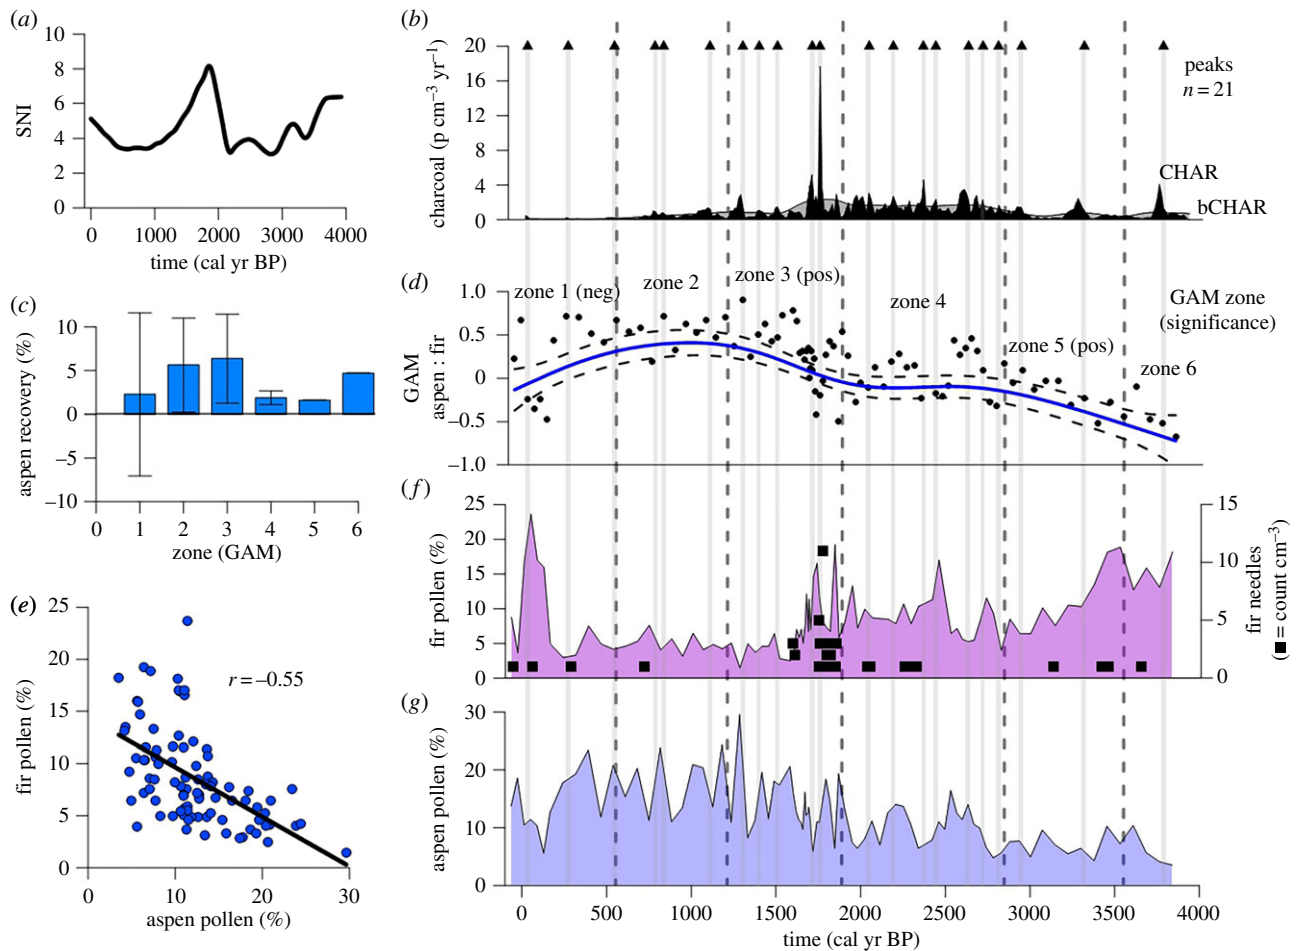 (a)
10
8
6
4
2
0
SNI
0 1000 2000 3000 4000
time (cal yr BP)
(b)
20
16
12
8
4
0
charcoal (p cm⁻³ yr⁻¹)
peaks
n = 21
CHAR
bCHAR
(c)
10
5
0
−5
−10
aspen recovery (%)
0 1 2 3 4 5 6
zone (GAM)
(d)
1.0
0.5
0
−0.5
−1.0
GAM
aspen : fir
zone 1 (neg)
zone 2
zone 3 (pos)
zone 4
zone 5 (pos)
zone 6
GAM zone
(significance)
(e)
25
20
15
10
5
0
fir pollen (%)
r = −0.55
0 10 20 30
aspen pollen (%)
(f)
25
20
15
10
5
0
fir pollen (%)
15
10
5
0
fir needles
(■ = count cm⁻³)
(g)
30
20
10
0
aspen pollen (%)
0 500 1000 1500 2000 2500 3000 3500 4000
time (cal yr BP)